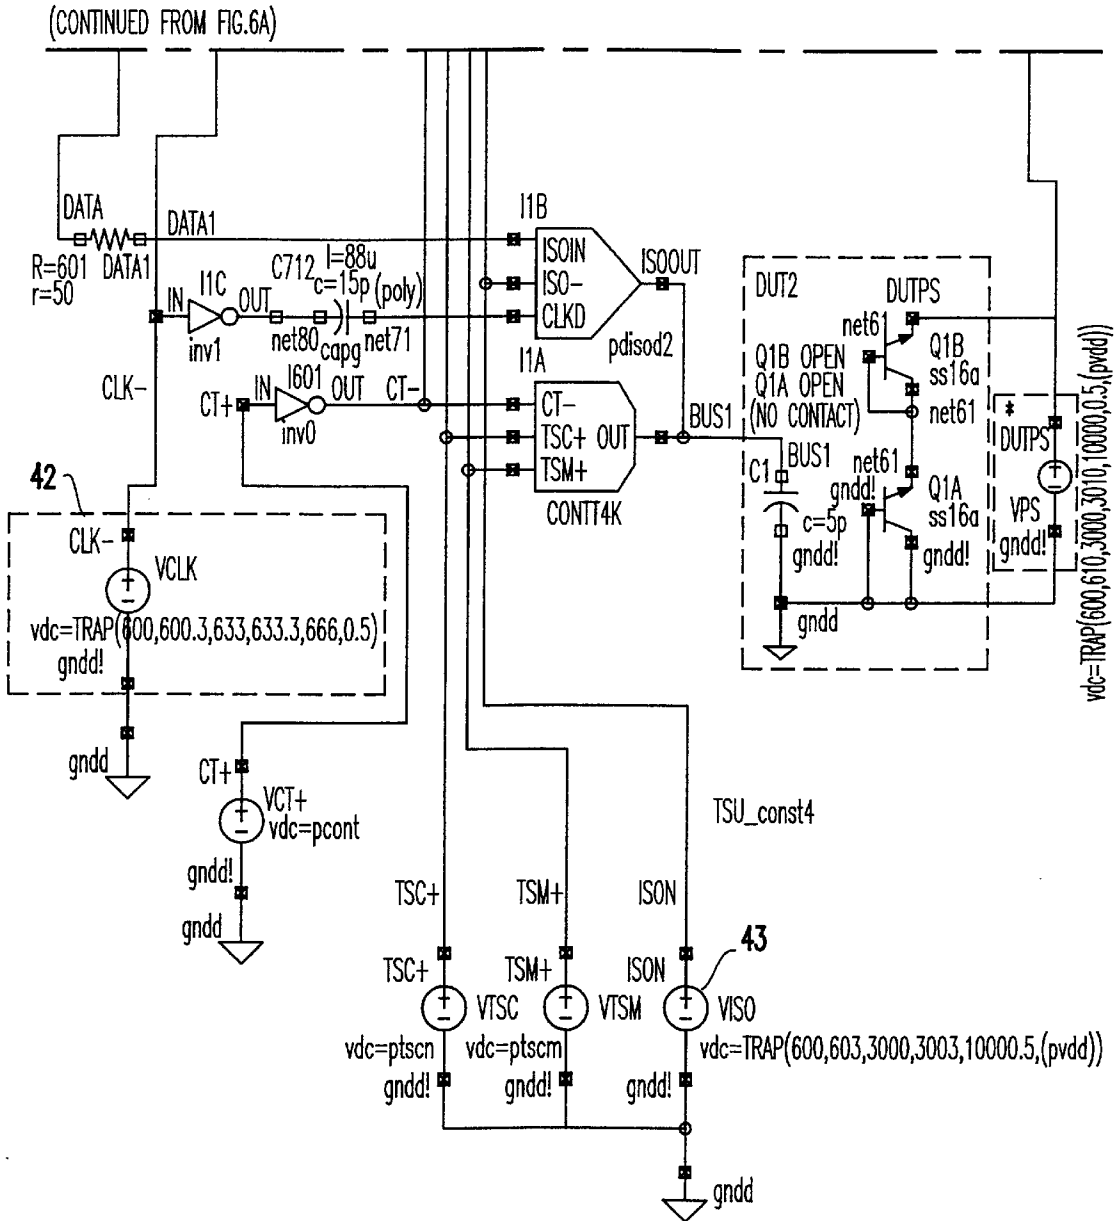 (CONTINUED FROM FIG.6A)
DATA
DATA1
R=601
DATA1
r=50
I1C
IN
OUT
inv1
C712
l=88u
c=15p
(poly)
net80
capg
net71
I1B
ISOIN
ISO-
CLKD
ISOOUT
pdisod2
CLK-
CT+
IN
I601
OUT
inv0
CT-
I1A
CT-
TSC+
OUT
TSM+
CONTT4K
BUS1
DUT2
DUTPS
net61
Q1B OPEN
Q1A OPEN
(NO CONTACT)
Q1B
ss16a
net61
C1
BUS1
c=5p
gndd!
net61
gndd!
Q1A
ss16a
gndd!
gndd
*
DUTPS
VPS
gndd!
vdc=TRAP(600,610,3000,3010,10000,0.5,(pvdd))
42
CLK-
VCLK
vdc=TRAP(600,600.3,633,633.3,666,0.5)
gndd!
gndd
CT+
VCT+
vdc=pcont
gndd!
gndd
TSU_const4
TSC+
TSM+
ISON
43
TSC+
TSM+
ISON
VTSC
VTSM
VISO
vdc=ptscn
vdc=ptscm
vdc=TRAP(600,603,3000,3003,10000.5,(pvdd))
gndd!
gndd!
gndd!
gndd